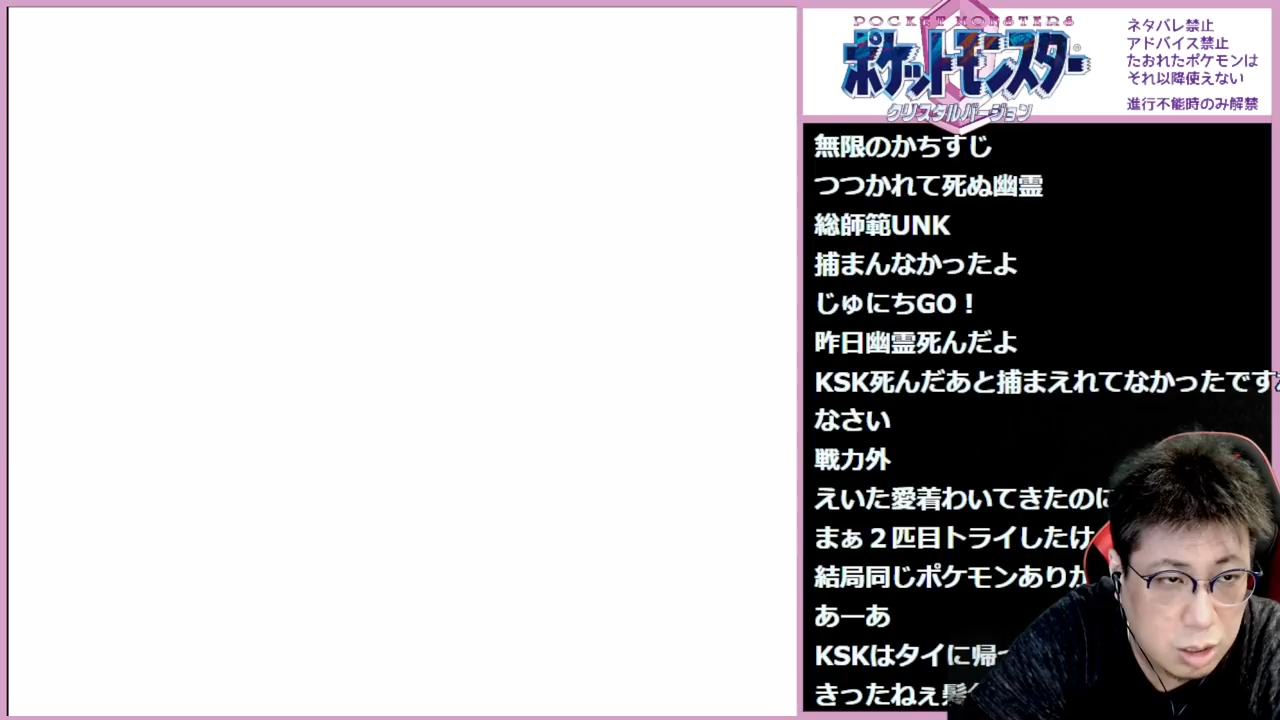 POCKET MONSTERS
ポケットモンスター
クリスタルバージョン
ネタバレ禁止
アドバイス禁止
たおれたポケモンは
それ以降使えない
進行不能時のみ解禁
無限のかちすじ
つつかれて死ぬ幽霊
総師範UNK
捕まんなかったよ
じゅにちGO！
昨日幽霊死んだよ
KSK死んだあと捕まえれてなかったです
なさい
戦力外
えいた愛着わいてきたのに
まぁ２匹目トライしたけ
結局同じポケモンありか
あーあ
KSKはタイに帰っ
きったねぇ髪